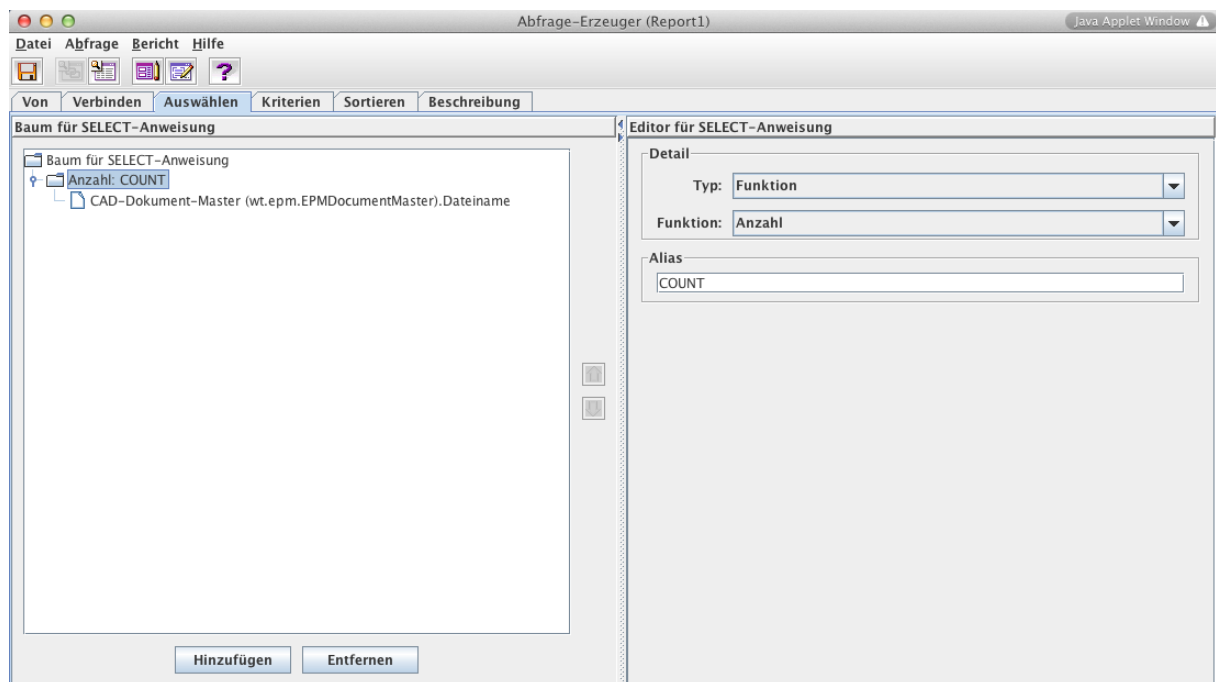 Abfrage-Erzeuger (Report1)
Java Applet Window
Datei Abfrage Bericht Hilfe
?
Von Verbinden Auswählen Kriterien Sortieren Beschreibung
Baum für SELECT-Anweisung
Baum für SELECT-Anweisung
Anzahl: COUNT
CAD-Dokument-Master (wt.epm.EPMDocumentMaster).Dateiname
Hinzufügen Entfernen
Editor für SELECT-Anweisung
Detail
Typ: Funktion
Funktion: Anzahl
Alias
COUNT